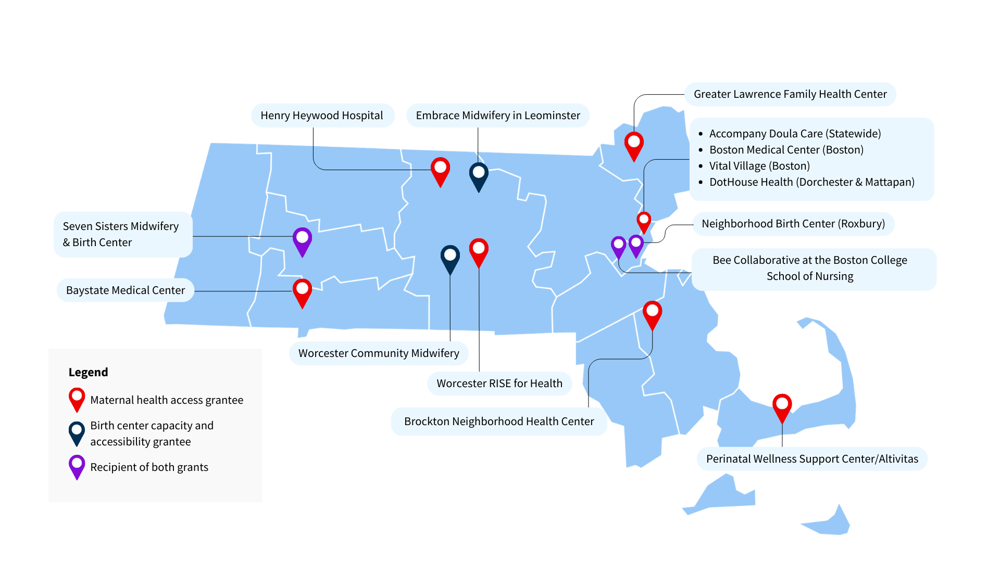 Greater Lawrence Family Health Center
Henry Heywood Hospital
Embrace Midwifery in Leominster
• Accompany Doula Care (Statewide)
• Boston Medical Center (Boston)
• Vital Village (Boston)
• DotHouse Health (Dorchester & Mattapan)
Seven Sisters Midwifery
& Birth Center
Neighborhood Birth Center (Roxbury)
Bee Collaborative at the Boston College
School of Nursing
Baystate Medical Center
Worcester Community Midwifery
Worcester RISE for Health
Brockton Neighborhood Health Center
Perinatal Wellness Support Center/Altivitas
Legend
Maternal health access grantee
Birth center capacity and
accessibility grantee
Recipient of both grants